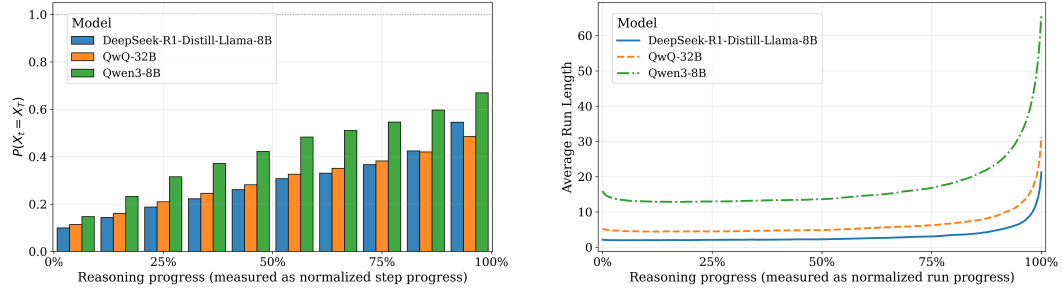 1.0
0.8
0.6
0.4
0.2
0.0
P(X_t = X_T)
Model
DeepSeek-R1-Distill-Llama-8B
QwQ-32B
Qwen3-8B
0% 25% 50% 75% 100%
Reasoning progress (measured as normalized step progress)
60
50
40
30
20
10
0
Average Run Length
Model
DeepSeek-R1-Distill-Llama-8B
QwQ-32B
Qwen3-8B
0% 25% 50% 75% 100%
Reasoning progress (measured as normalized run progress)